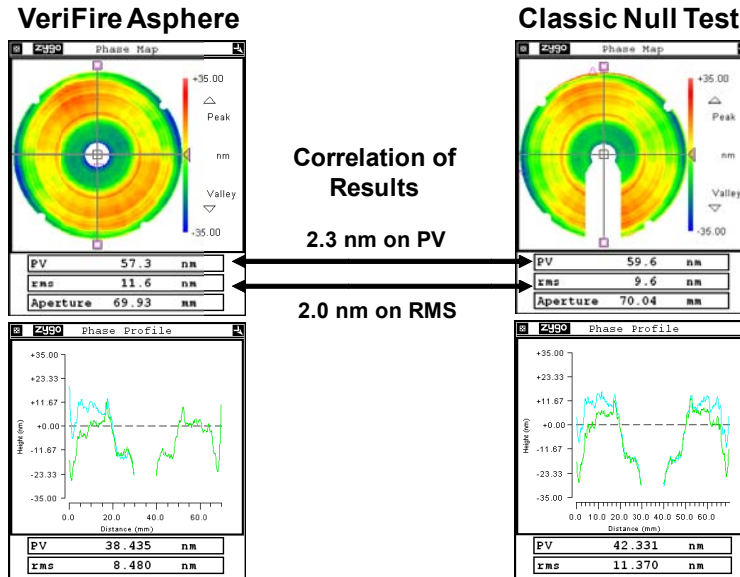 VeriFire Asphere
zygo Phase Map
+35.00
Peak
nm
Valley
-35.00
PV 57.3 nm
rms 11.6 nm
Aperture 69.93 mm
zygo Phase Profile
+35.00
+23.33
+11.67
+0.00
-11.67
-23.33
-35.00
Height (nm)
0.0 20.0 40.0 60.0
Distance (mm)
PV 38.435 nm
rms 8.480 nm
Correlation of
Results
2.3 nm on PV
2.0 nm on RMS
Classic Null Test
zygo Phase Map
+35.00
Peak
nm
Valley
-35.00
PV 59.6 nm
rms 9.6 nm
Aperture 70.04 mm
zygo Phase Profile
+35.00
+23.33
+11.67
+0.00
-11.67
-23.33
-35.00
Height (nm)
0.0 10.0 20.0 30.0 40.0 50.0 60.0
Distance (mm)
PV 42.331 nm
rms 11.370 nm